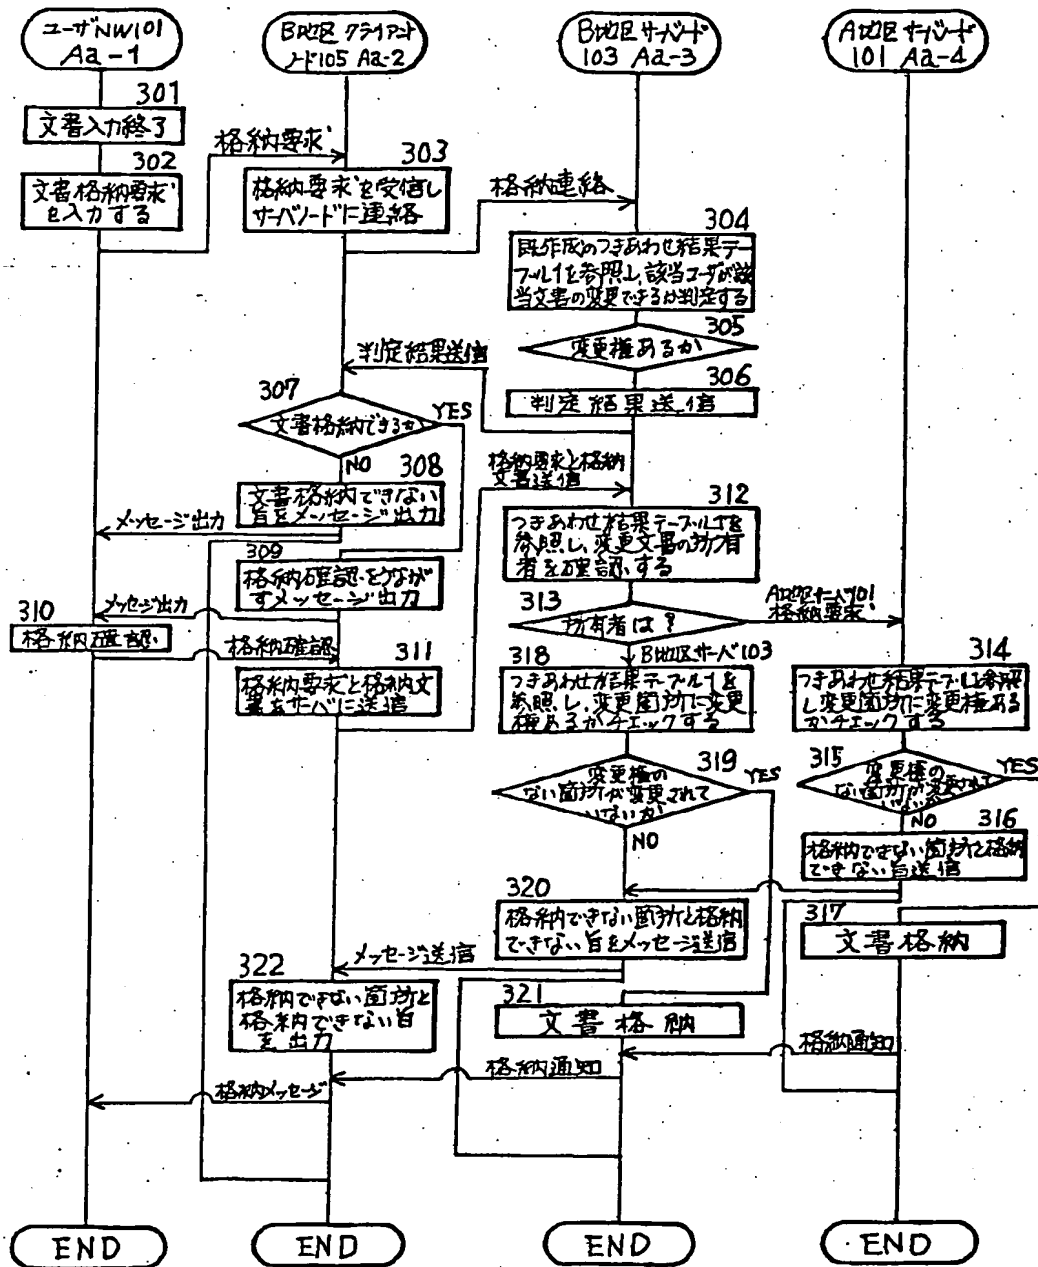 ユーザNW101
Aa-1
B地区 クライアント
ノード105 Aa-2
B地区 サーバノード
103 Aa-3
A地区 サーバノード
101 Aa-4
301
文書入力終了
302
文書格納要求
を入力する
格納要求
303
格納要求を受信し
サーバノードに連絡
格納連絡
304
既作成のつきあわせ結果テー
ブル1を参照し、該当ユーザが該
当文書の変更できるか判定する
305
変更権あるか
306
判定結果送信
判定結果送信
307
文書格納できるか
YES
NO
308
文書格納できない
旨をメッセージ出力
メッセージ出力
309
格納確認をうなが
すメッセージ出力
メッセージ出力
310
格納確認
格納確認
311
格納要求と格納文
書をサーバに送信
格納要求と格納
文書送信
312
つきあわせ結果テーブル1を
参照し、変更文書の所有
者を確認する
313
所有者は?
A地区サーバ101
格納要求
B地区サーバ103
318
つきあわせ結果テーブル1を
参照し、変更箇所に変更
権あるかチェックする
314
つきあわせ結果テーブル1を参照
し変更箇所に変更権ある
かチェックする
319
変更権の
ない箇所が変更されて
いないか
YES
NO
315
変更権の
ない箇所が変更されて
いないか
YES
NO
316
格納できない箇所と格納
できない旨送信
320
格納できない箇所と格納
できない旨をメッセージ送信
メッセージ送信
317
文書格納
322
格納できない箇所と
格納できない旨
を出力
321
文書格納
格納通知
格納通知
格納メッセージ
END
END
END
END